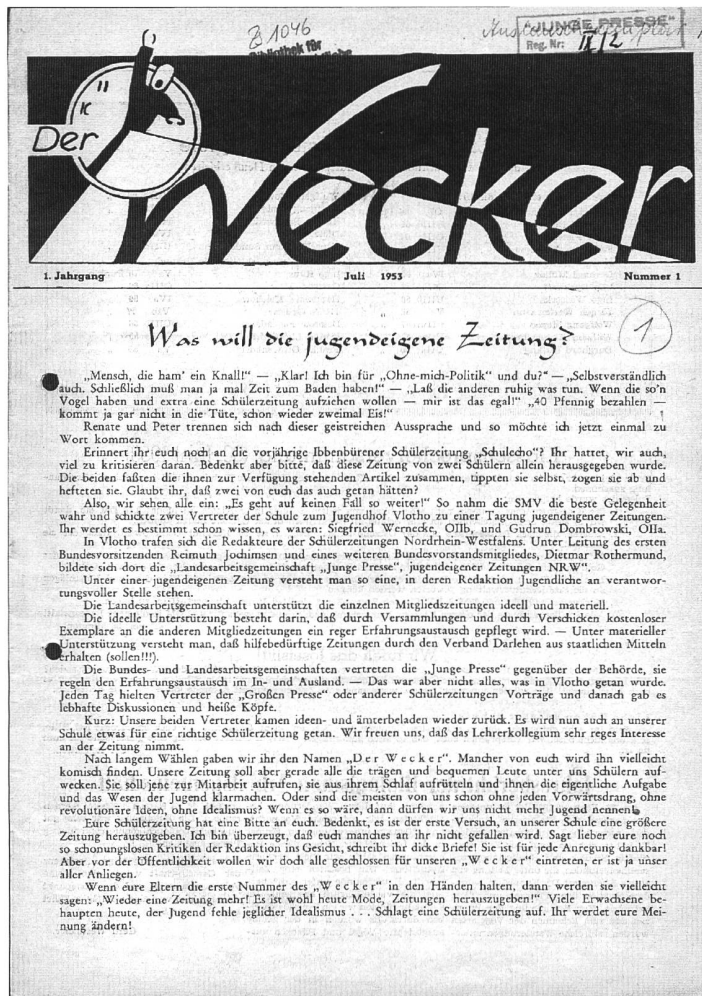 Z 1046
Bibliothek für
"JUNGE PRESSE"
Reg. Nr: IX/2
Der
Wecker
1. Jahrgang Juli 1953 Nummer 1
Was will die jugendeigene Zeitung?
1
„Mensch, die ham' ein Knall!“ — „Klar! Ich bin für „Ohne-mich-Politik“ und du?“ — „Selbstverständlich
auch. Schließlich muß man ja mal Zeit zum Baden haben!“ — „Laß die anderen ruhig was tun. Wenn die so'n
Vogel haben und extra eine Schülerzeitung aufziehen wollen — mir ist das egal!“ „40 Pfennig bezahlen —
kommt ja gar nicht in die Tüte, schon wieder zweimal Eis!“
Renate und Peter trennen sich nach dieser geistreichen Aussprache und so möchte ich jetzt einmal zu
Wort kommen.
Erinnert ihr euch noch an die vorjährige Ibbenbürener Schülerzeitung „Schulecho“? Ihr hattet, wir auch,
viel zu kritisieren daran. Bedenkt aber bitte, daß diese Zeitung von zwei Schülern allein herausgegeben wurde.
Die beiden faßten die ihnen zur Verfügung stehenden Artikel zusammen, tippten sie selbst, zogen sie ab und
hefteten sie. Glaubt ihr, daß zwei von euch das auch getan hätten?
Also, wir sehen alle ein: „Es geht auf keinen Fall so weiter!“ So nahm die SMV die beste Gelegenheit
wahr und schickte zwei Vertreter der Schule zum Jugendhof Vlotho zu einer Tagung jugendeigener Zeitungen.
Ihr werdet es bestimmt schon wissen, es waren: Siegfried Wernecke, OIIb, und Gudrun Dombrowski, OIIa.
In Vlotho trafen sich die Redakteure der Schülerzeitungen Nordrhein-Westfalens. Unter Leitung des ersten
Bundesvorsitzenden Reimuth Jochimsen und eines weiteren Bundesvorstandsmitgliedes, Dietmar Rothermund,
bildete sich dort die „Landesarbeitsgemeinschaft „Junge Presse“, jugendeigener Zeitungen NRW“.
Unter einer jugendeigenen Zeitung versteht man so eine, in deren Redaktion Jugendliche an verantwor-
tungsvoller Stelle stehen.
Die Landesarbeitsgemeinschaft unterstützt die einzelnen Mitgliedszeitungen ideell und materiell.
Die ideelle Unterstützung besteht darin, daß durch Versammlungen und durch Verschicken kostenloser
Exemplare an die anderen Mitgliedzeitungen ein reger Erfahrungsaustausch gepflegt wird. — Unter materieller
Unterstützung versteht man, daß hilfebedürftige Zeitungen durch den Verband Darlehen aus staatlichen Mitteln
erhalten (sollen!!!).
Die Bundes- und Landesarbeitsgemeinschaften vertreten die „Junge Presse“ gegenüber der Behörde, sie
regeln den Erfahrungsaustausch im In- und Ausland. — Das war aber nicht alles, was in Vlotho getan wurde.
Jeden Tag hielten Vertreter der „Großen Presse“ oder anderer Schülerzeitungen Vorträge und danach gab es
lebhafte Diskussionen und heiße Köpfe.
Kurz: Unsere beiden Vertreter kamen ideen- und ämterbeladen wieder zurück. Es wird nun auch an unserer
Schule etwas für eine richtige Schülerzeitung getan. Wir freuen uns, daß das Lehrerkollegium sehr reges Interesse
an der Zeitung nimmt.
Nach langem Wählen gaben wir ihr den Namen „Der Wecker“. Mancher von euch wird ihn vielleicht
komisch finden. Unsere Zeitung soll aber gerade alle die trägen und bequemen Leute unter uns Schülern auf-
wecken. Sie soll jene zur Mitarbeit aufrufen, sie aus ihrem Schlaf aufrütteln und ihnen die eigentliche Aufgabe
und das Wesen der Jugend klarmachen. Oder sind die meisten von uns schon ohne jeden Vorwärtsdrang, ohne
revolutionäre Ideen, ohne Idealismus? Wenn es so wäre, dann dürfen wir uns nicht mehr Jugend nennen!
Eure Schülerzeitung hat eine Bitte an euch. Bedenkt, es ist der erste Versuch, an unserer Schule eine größere
Zeitung herauszugeben. Ich bin überzeugt, daß euch manches an ihr nicht gefallen wird. Sagt lieber eure noch
so schonungslosen Kritiken der Redaktion ins Gesicht, schreibt ihr dicke Briefe! Sie ist für jede Anregung dankbar!
Aber vor der Öffentlichkeit wollen wir doch alle geschlossen für unseren „Wecker“ eintreten, er ist ja unser
aller Anliegen.
Wenn eure Eltern die erste Nummer des „Wecker“ in den Händen halten, dann werden sie vielleicht
sagen: „Wieder eine Zeitung mehr! Es ist wohl heute Mode, Zeitungen herauszugeben!“ Viele Erwachsene be-
haupten heute, der Jugend fehle jeglicher Idealismus . . . Schlagt eine Schülerzeitung auf. Ihr werdet eure Mei-
nung ändern!